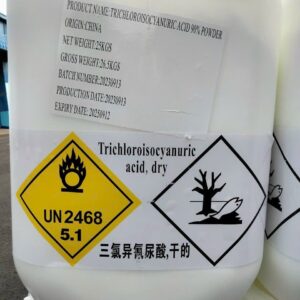 PRODUCT NAME: TRICHLOROISOCYANURIC ACID 90% POWDER
ORIGIN:CHINA
NET WEIGHT:25KGS
GROSS WEIGHT:26.5KGS
BATCH NUMBER:20230913
PRODUCTION DATE:20230913
EXPIRY DATE: 20250912
Trichloroisocyanuric
acid, dry
UN 2468
5.1
三氯异氰尿酸,干的